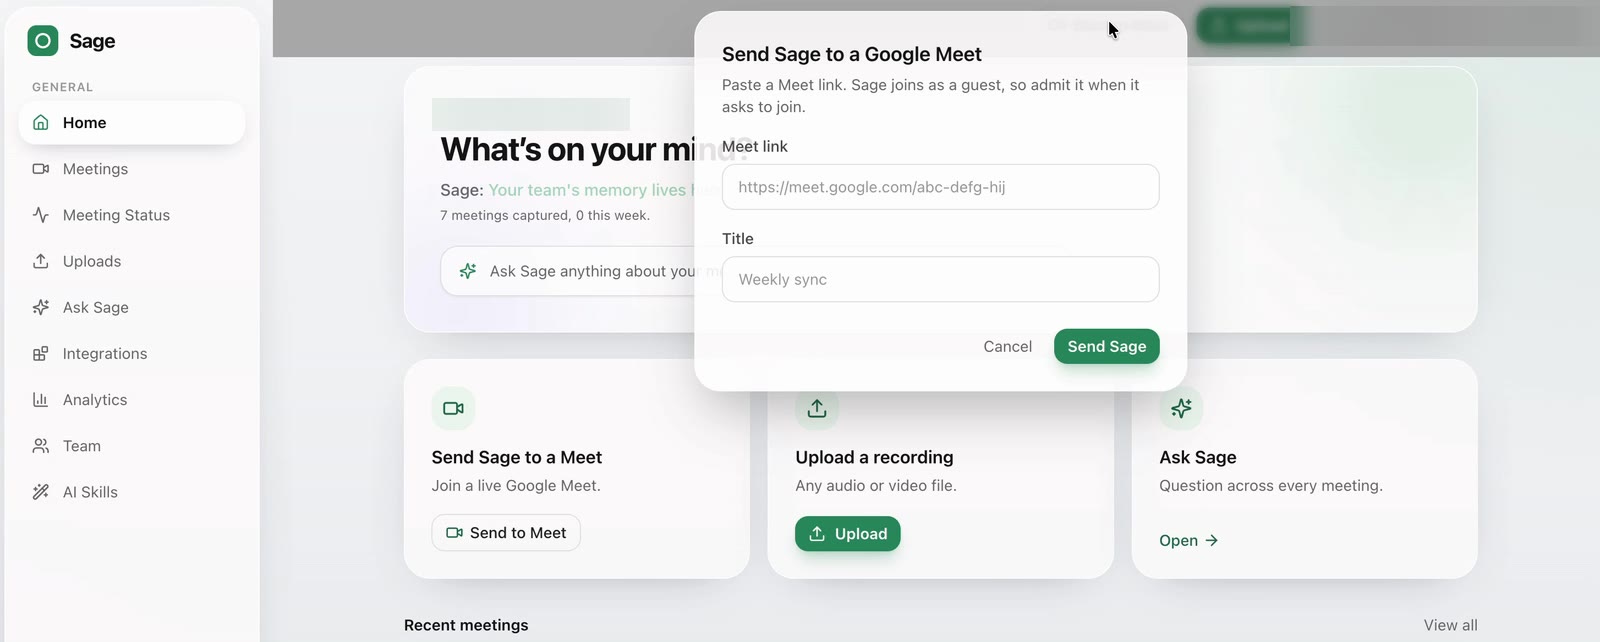 Sage
GENERAL
Home
Meetings
Meeting Status
Uploads
Ask Sage
Integrations
Analytics
Team
AI Skills
Upload
What's on your mind?
Sage: Your team's memory lives
7 meetings captured, 0 this week.
Ask Sage anything about your
Send Sage to a Google Meet
Paste a Meet link. Sage joins as a guest, so admit it when it
asks to join.
Meet link
https://meet.google.com/abc-defg-hij
Title
Weekly sync
Cancel
Send Sage
Send Sage to a Meet
Join a live Google Meet.
Send to Meet
Upload a recording
Any audio or video file.
Upload
Ask Sage
Question across every meeting.
Open
Recent meetings
View all